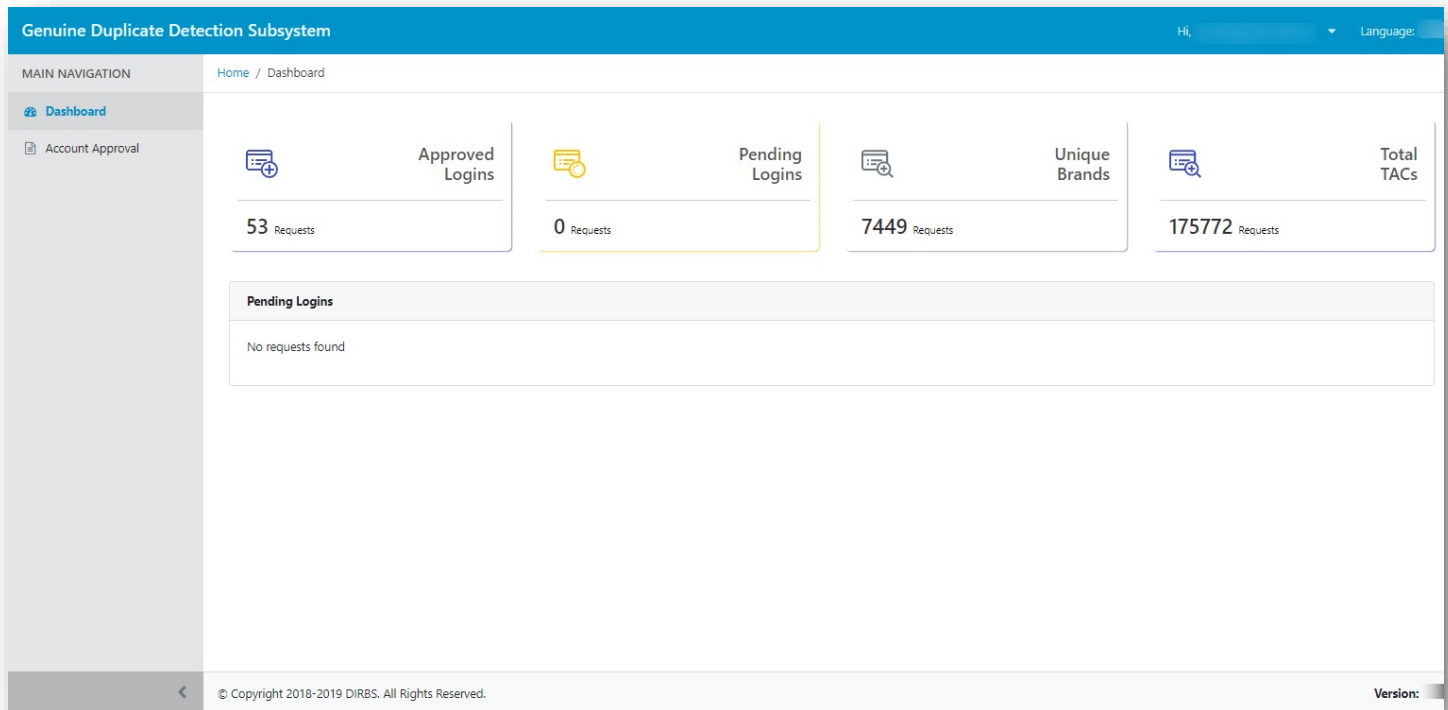 Genuine Duplicate Detection Subsystem
Hi,
Language:
MAIN NAVIGATION
Home / Dashboard
Dashboard
Account Approval
Approved
Logins
53 Requests
Pending
Logins
0 Requests
Unique
Brands
7449 Requests
Total
TACs
175772 Requests
Pending Logins
No requests found
© Copyright 2018-2019 DIRBS. All Rights Reserved.
Version: